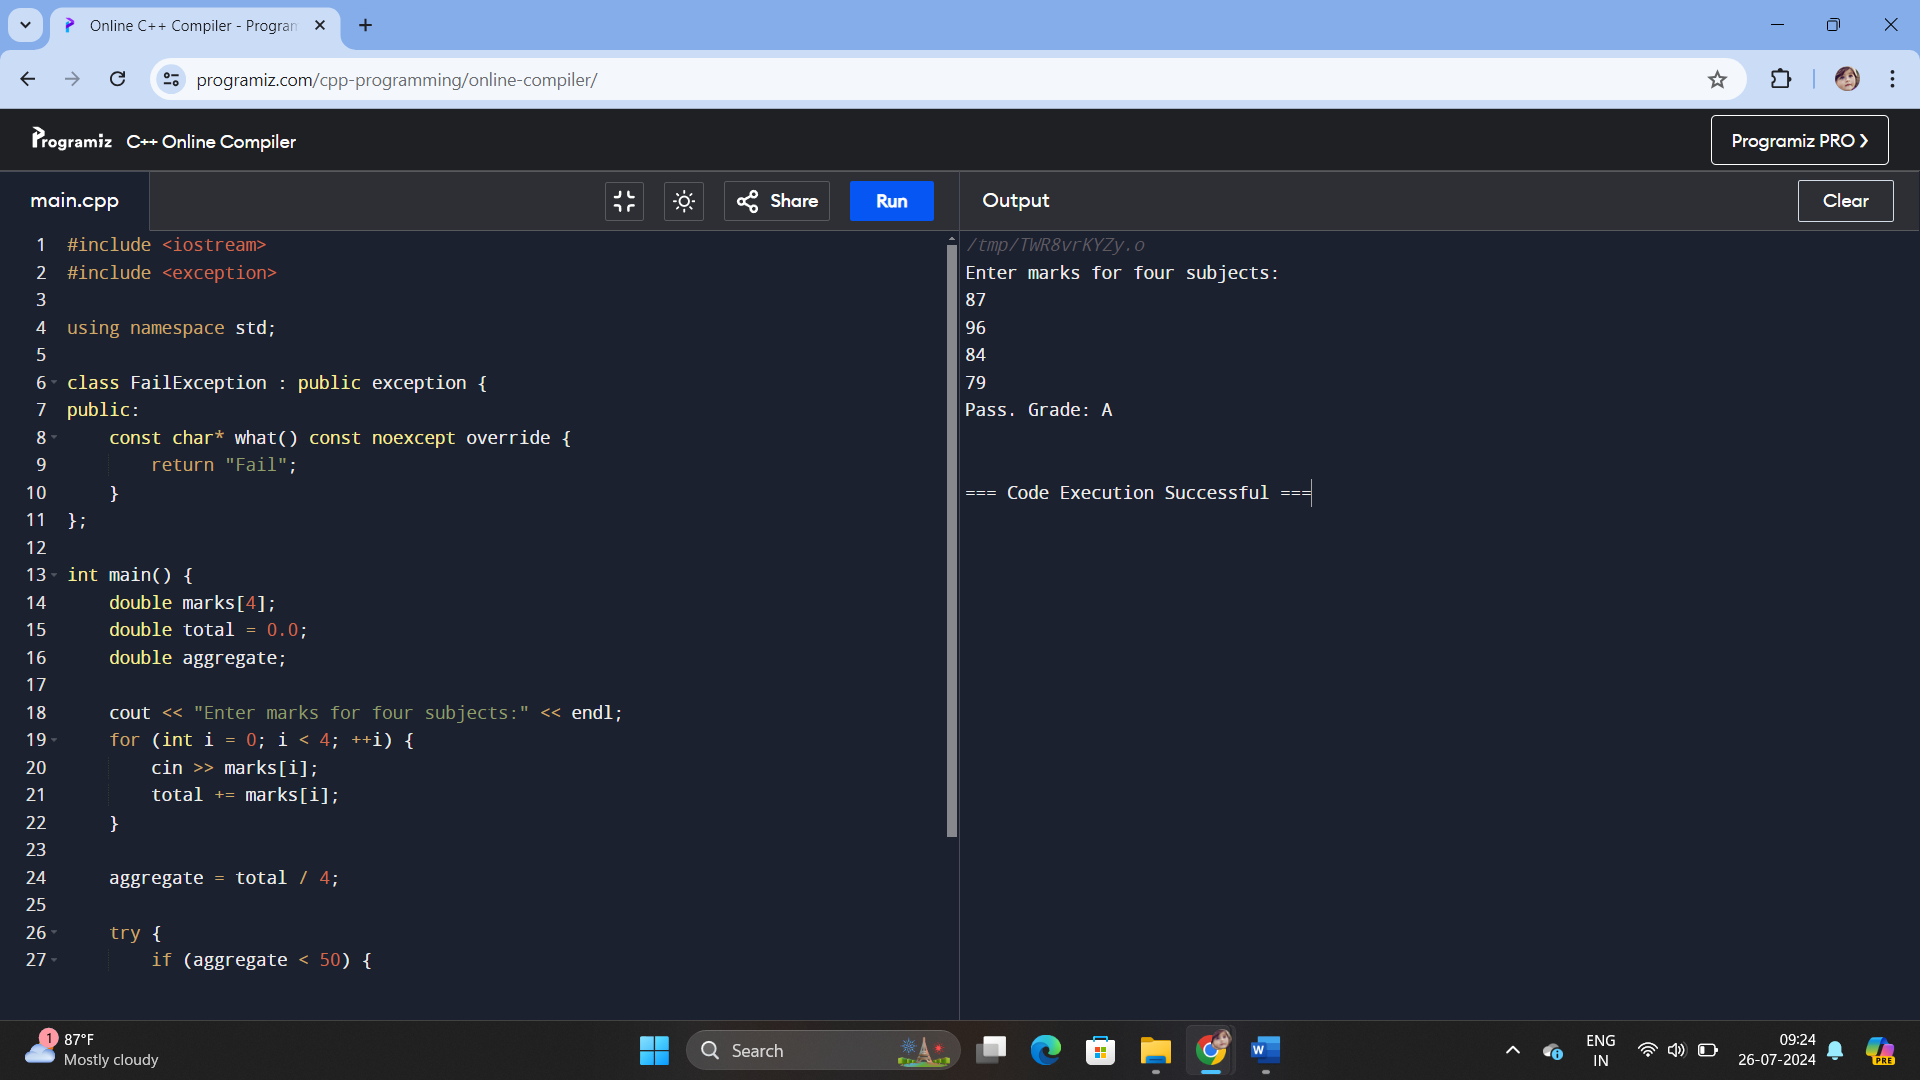 Online C++ Compiler - Program
programiz.com/cpp-programming/online-compiler/
Programiz C++ Online Compiler
Programiz PRO
main.cpp
Share
Run
Output
Clear
1 #include <iostream>
2 #include <exception>
3
4 using namespace std;
5
6 class FailException : public exception {
7 public:
8     const char* what() const noexcept override {
9         return "Fail";
10     }
11 };
12
13 int main() {
14     double marks[4];
15     double total = 0.0;
16     double aggregate;
17
18     cout << "Enter marks for four subjects:" << endl;
19     for (int i = 0; i < 4; ++i) {
20         cin >> marks[i];
21         total += marks[i];
22     }
23
24     aggregate = total / 4;
25
26     try {
27         if (aggregate < 50) {
/tmp/TWR8vrKYZy.o
Enter marks for four subjects:
87
96
84
79
Pass. Grade: A
=== Code Execution Successful ===
1
87°F
Mostly cloudy
Search
W
ENG
IN
09:24
26-07-2024
PRE